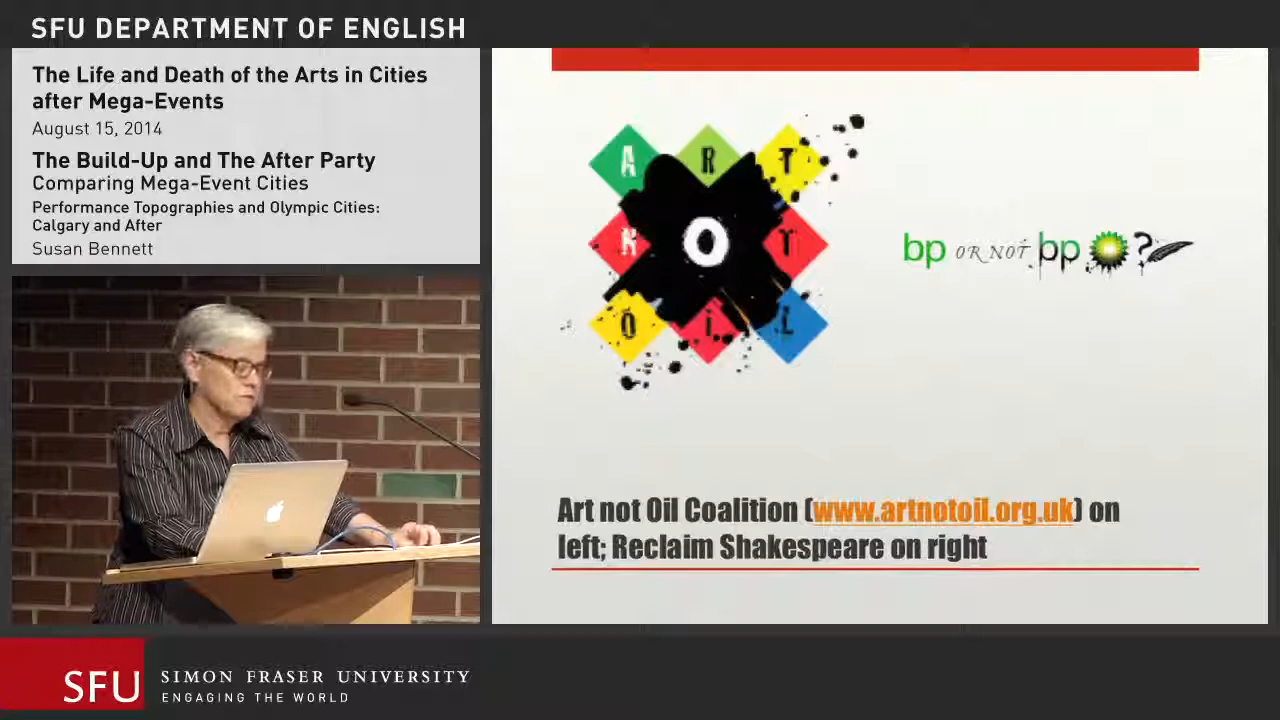 SFU DEPARTMENT OF ENGLISH
The Life and Death of the Arts in Cities
after Mega-Events
August 15, 2014
The Build-Up and The After Party
Comparing Mega-Event Cities
Performance Topographies and Olympic Cities:
Calgary and After
Susan Bennett
A R T
N O T
O I L
bp OR NOT bp ?
Art not Oil Coalition (www.artnotoil.org.uk) on
left; Reclaim Shakespeare on right
SFU SIMON FRASER UNIVERSITY
ENGAGING THE WORLD